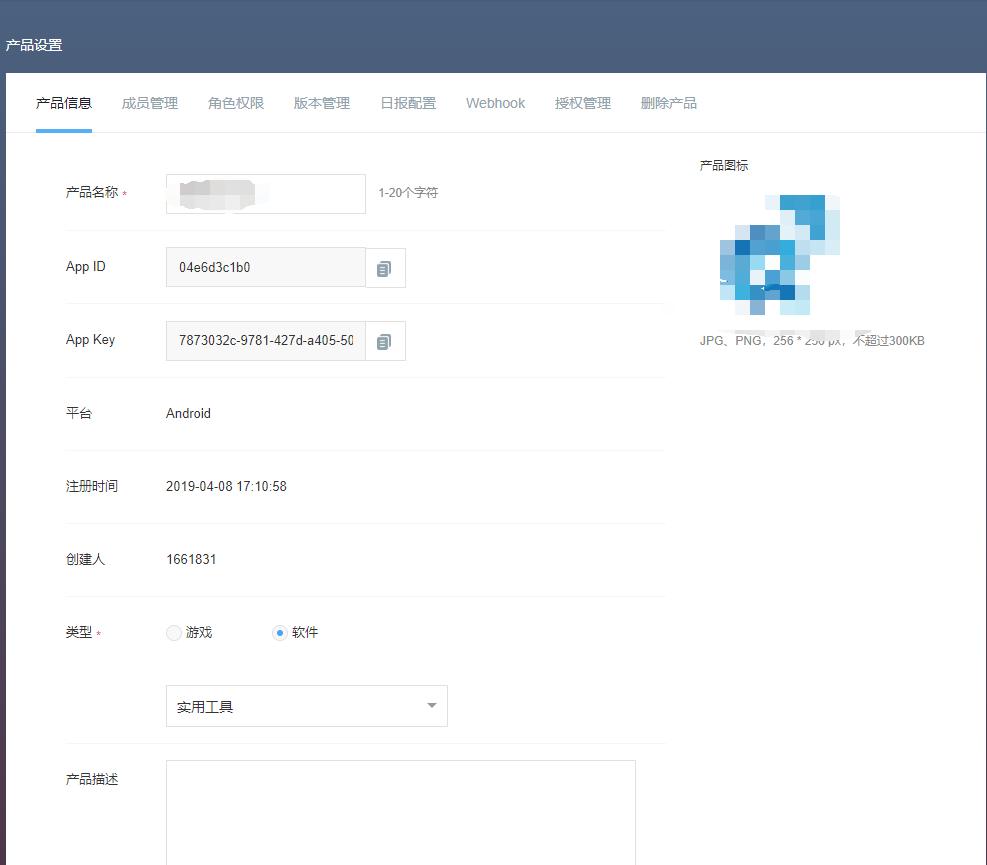 产品设置
产品信息 成员管理 角色权限 版本管理 日报配置 Webhook 授权管理 删除产品
产品图标
产品名称 * 1-20个字符
App ID 04e6d3c1b0
App Key 7873032c-9781-427d-a405-50
JPG、PNG，256 * 256 px，不超过300KB
平台 Android
注册时间 2019-04-08 17:10:58
创建人 1661831
类型 * 游戏 软件
实用工具
产品描述